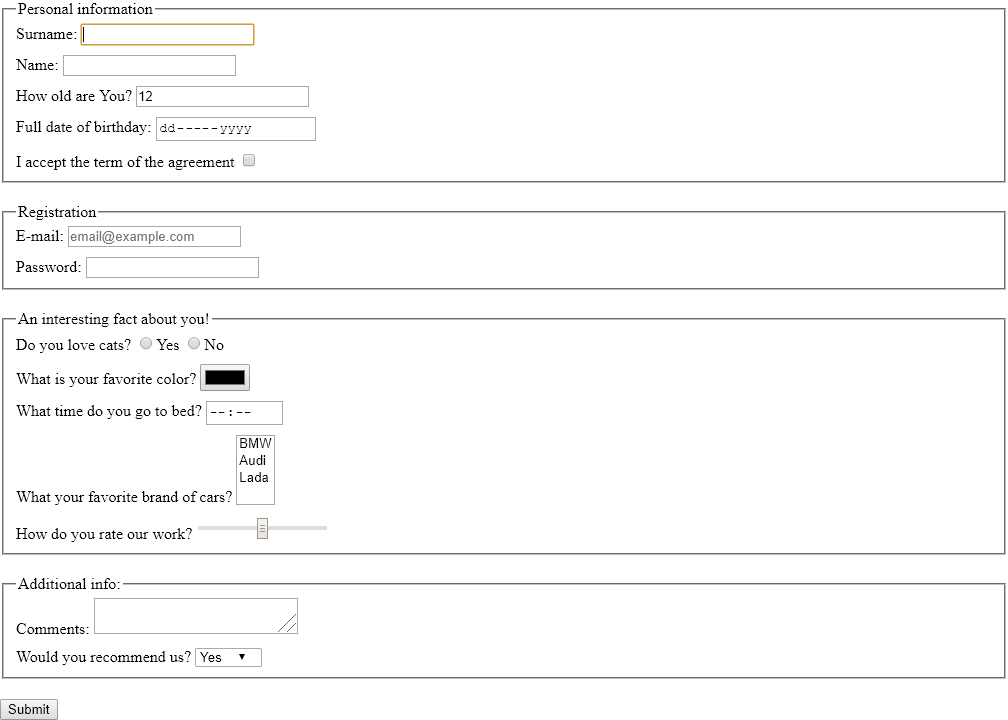 Personal information
Surname:
Name:
How old are You? 12
Full date of birthday: dd-----yyyy
I accept the term of the agreement
Registration
E-mail: email@example.com
Password:
An interesting fact about you!
Do you love cats? Yes No
What is your favorite color?
What time do you go to bed? --:--
BMW
Audi
Lada
What your favorite brand of cars?
How do you rate our work?
Additional info:
Comments:
Would you recommend us? Yes
Submit